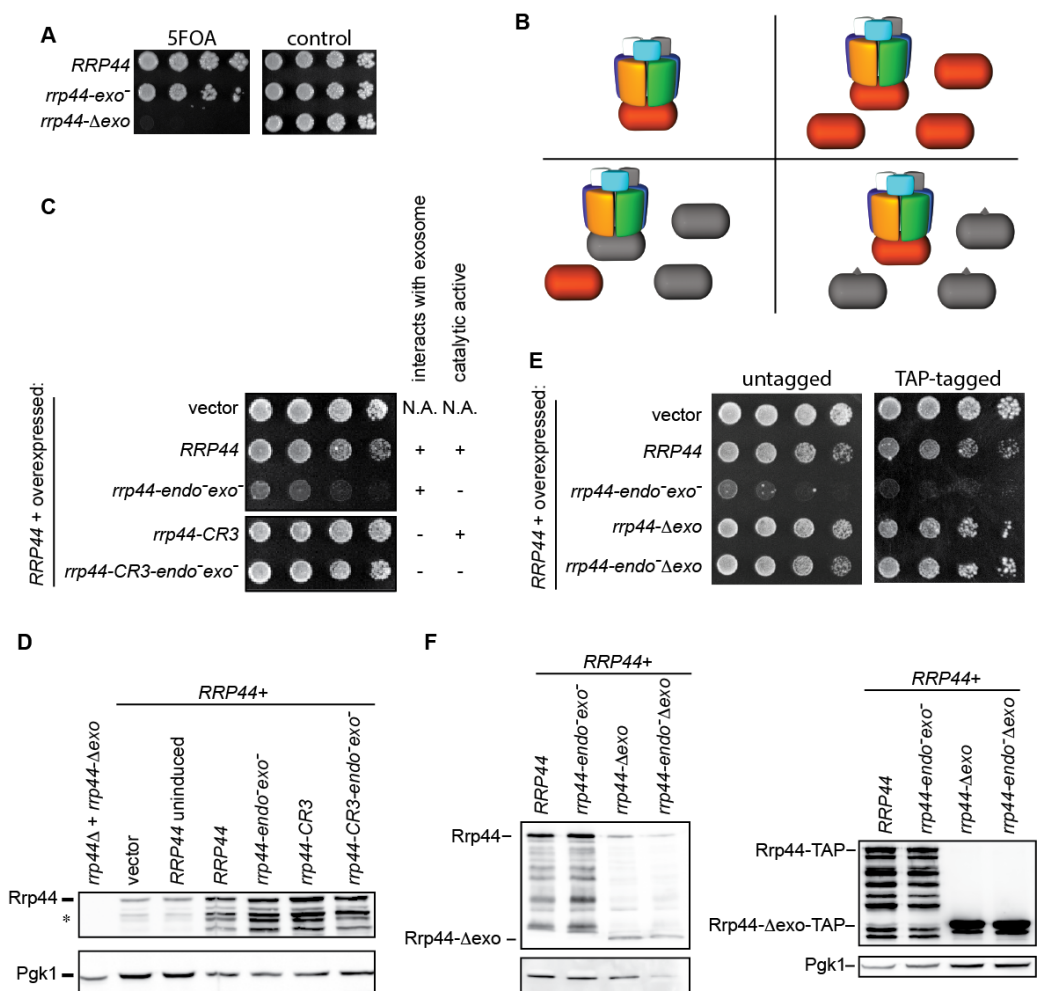 A
5FOA control
RRP44
rrp44-exo⁻
rrp44-Δexo
B
C
interacts with exosome
catalytic active
RRP44 + overexpressed:
vector N.A. N.A.
RRP44 + +
rrp44-endo⁻exo⁻ + -
rrp44-CR3 - +
rrp44-CR3-endo⁻exo⁻ - -
E
untagged TAP-tagged
RRP44 + overexpressed:
vector
RRP44
rrp44-endo⁻exo⁻
rrp44-Δexo
rrp44-endo⁻Δexo
D
RRP44+
rrp44Δ + rrp44-Δexo
vector
RRP44 uninduced
RRP44
rrp44-endo⁻exo⁻
rrp44-CR3
rrp44-CR3-endo⁻exo⁻
Rrp44
*
Pgk1
F
RRP44+
RRP44
rrp44-endo⁻exo⁻
rrp44-Δexo
rrp44-endo⁻Δexo
Rrp44–
Rrp44-Δexo –
RRP44+
RRP44
rrp44-endo⁻exo⁻
rrp44-Δexo
rrp44-endo⁻Δexo
Rrp44-TAP–
Rrp44-Δexo-TAP–
Pgk1–